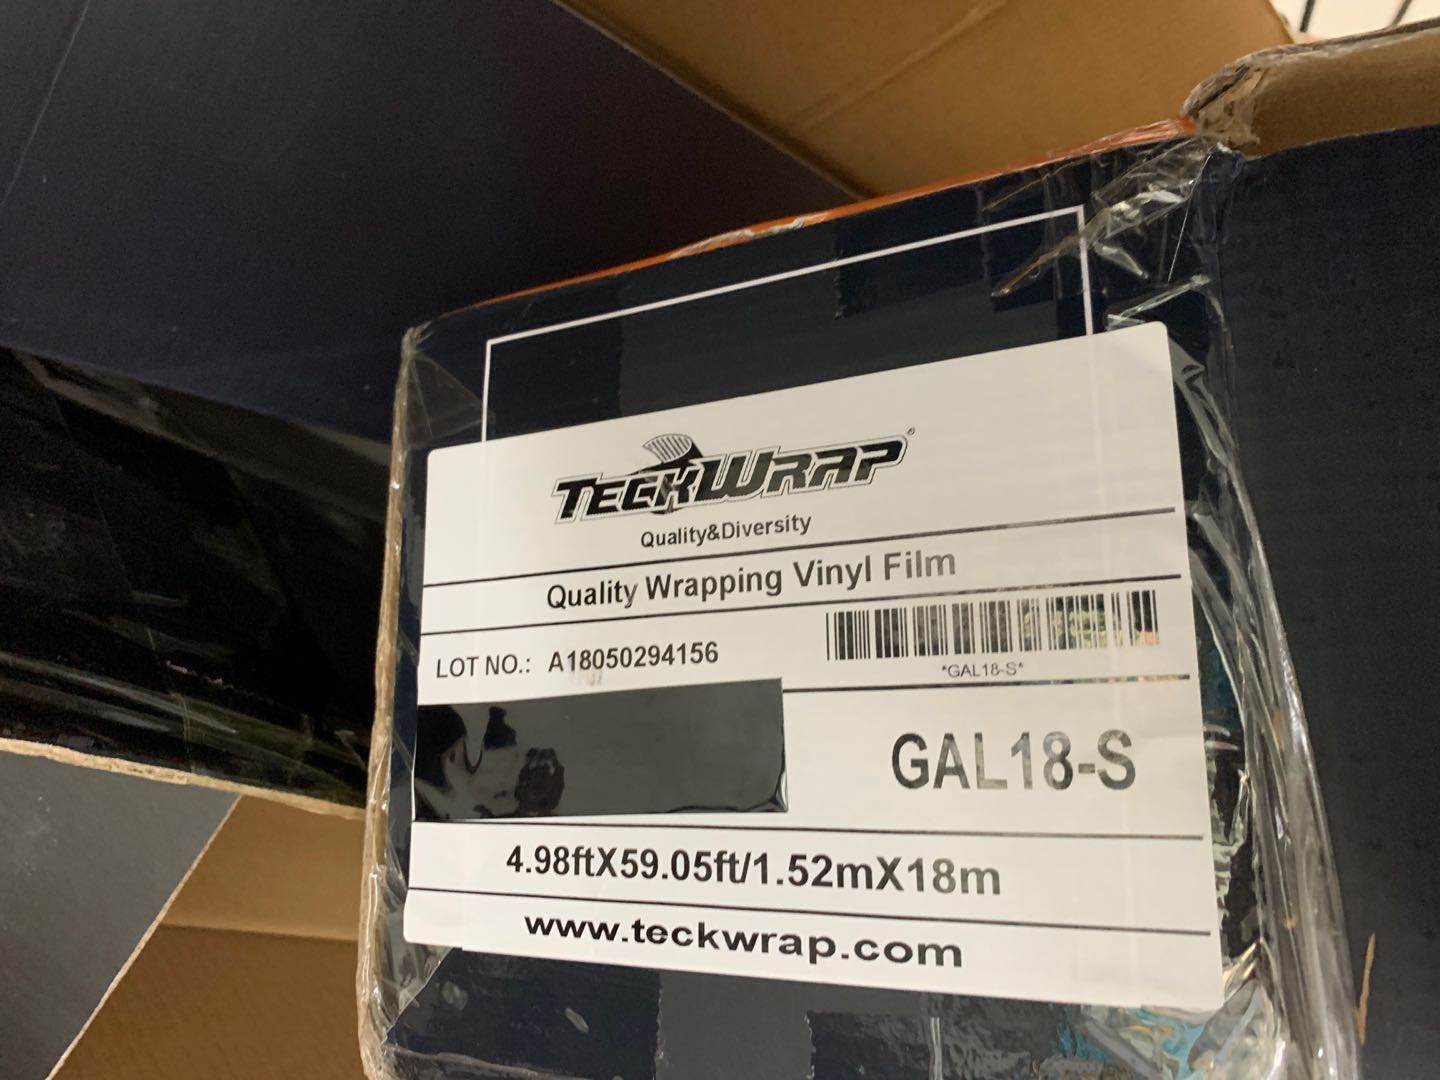 TECKWRAP®
Quality&Diversity
Quality Wrapping Vinyl Film
LOT NO.: A18050294156
*GAL18-S*
GAL18-S
4.98ftX59.05ft/1.52mX18m
www.teckwrap.com